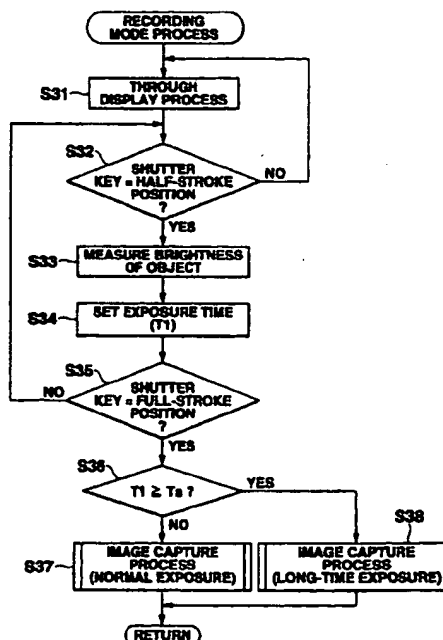 RECORDING
MODE PROCESS
S31
THROUGH
DISPLAY PROCESS
S32
SHUTTER
KEY = HALF-STROKE
POSITION
?
NO
YES
S33
MEASURE BRIGHTNESS
OF OBJECT
S34
SET EXPOSURE TIME
(T1)
S35
SHUTTER
KEY = FULL-STROKE
POSITION
?
NO
YES
S36
T1 ≥ Ts ?
YES
NO
S37
IMAGE CAPTURE
PROCESS
(NORMAL EXPOSURE)
S38
IMAGE CAPTURE
PROCESS
(LONG-TIME EXPOSURE)
RETURN